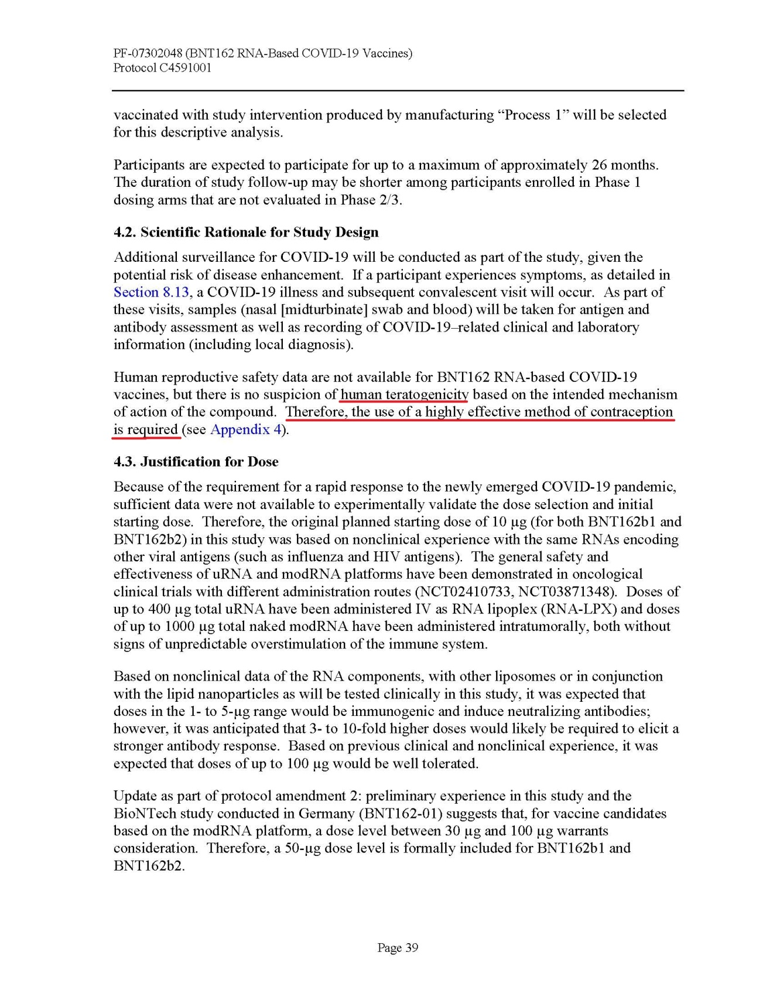 PF-07302048 (BNT162 RNA-Based COVID-19 Vaccines)
Protocol C4591001
vaccinated with study intervention produced by manufacturing “Process 1” will be selected
for this descriptive analysis.
Participants are expected to participate for up to a maximum of approximately 26 months.
The duration of study follow-up may be shorter among participants enrolled in Phase 1
dosing arms that are not evaluated in Phase 2/3.
4.2. Scientific Rationale for Study Design
Additional surveillance for COVID-19 will be conducted as part of the study, given the
potential risk of disease enhancement. If a participant experiences symptoms, as detailed in
Section 8.13, a COVID-19 illness and subsequent convalescent visit will occur. As part of
these visits, samples (nasal [midturbinate] swab and blood) will be taken for antigen and
antibody assessment as well as recording of COVID-19–related clinical and laboratory
information (including local diagnosis).
Human reproductive safety data are not available for BNT162 RNA-based COVID-19
vaccines, but there is no suspicion of human teratogenicity based on the intended mechanism
of action of the compound. Therefore, the use of a highly effective method of contraception
is required (see Appendix 4).
4.3. Justification for Dose
Because of the requirement for a rapid response to the newly emerged COVID-19 pandemic,
sufficient data were not available to experimentally validate the dose selection and initial
starting dose. Therefore, the original planned starting dose of 10 µg (for both BNT162b1 and
BNT162b2) in this study was based on nonclinical experience with the same RNAs encoding
other viral antigens (such as influenza and HIV antigens). The general safety and
effectiveness of uRNA and modRNA platforms have been demonstrated in oncological
clinical trials with different administration routes (NCT02410733, NCT03871348). Doses of
up to 400 µg total uRNA have been administered IV as RNA lipoplex (RNA-LPX) and doses
of up to 1000 µg total naked modRNA have been administered intratumorally, both without
signs of unpredictable overstimulation of the immune system.
Based on nonclinical data of the RNA components, with other liposomes or in conjunction
with the lipid nanoparticles as will be tested clinically in this study, it was expected that
doses in the 1- to 5-µg range would be immunogenic and induce neutralizing antibodies;
however, it was anticipated that 3- to 10-fold higher doses would likely be required to elicit a
stronger antibody response. Based on previous clinical and nonclinical experience, it was
expected that doses of up to 100 µg would be well tolerated.
Update as part of protocol amendment 2: preliminary experience in this study and the
BioNTech study conducted in Germany (BNT162-01) suggests that, for vaccine candidates
based on the modRNA platform, a dose level between 30 µg and 100 µg warrants
consideration. Therefore, a 50-µg dose level is formally included for BNT162b1 and
BNT162b2.
Page 39